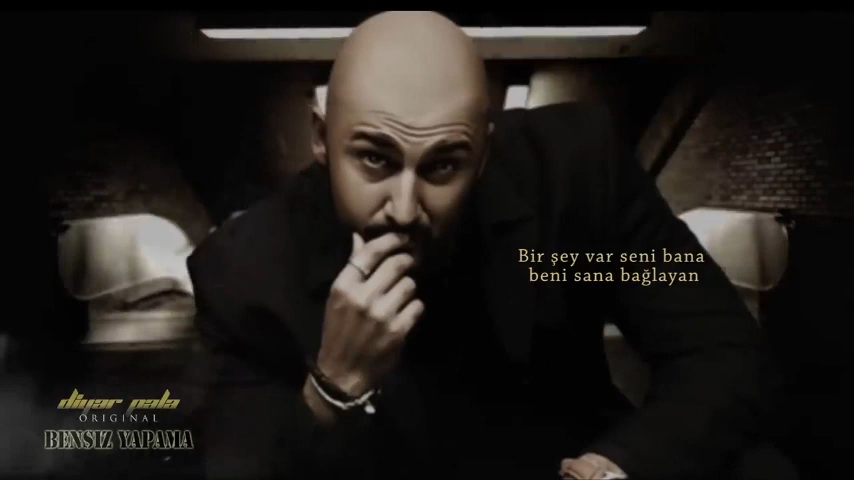 Bir şey var seni bana
beni sana bağlayan
diyar pala
ORIGINAL
BENSIZ YAPAMA